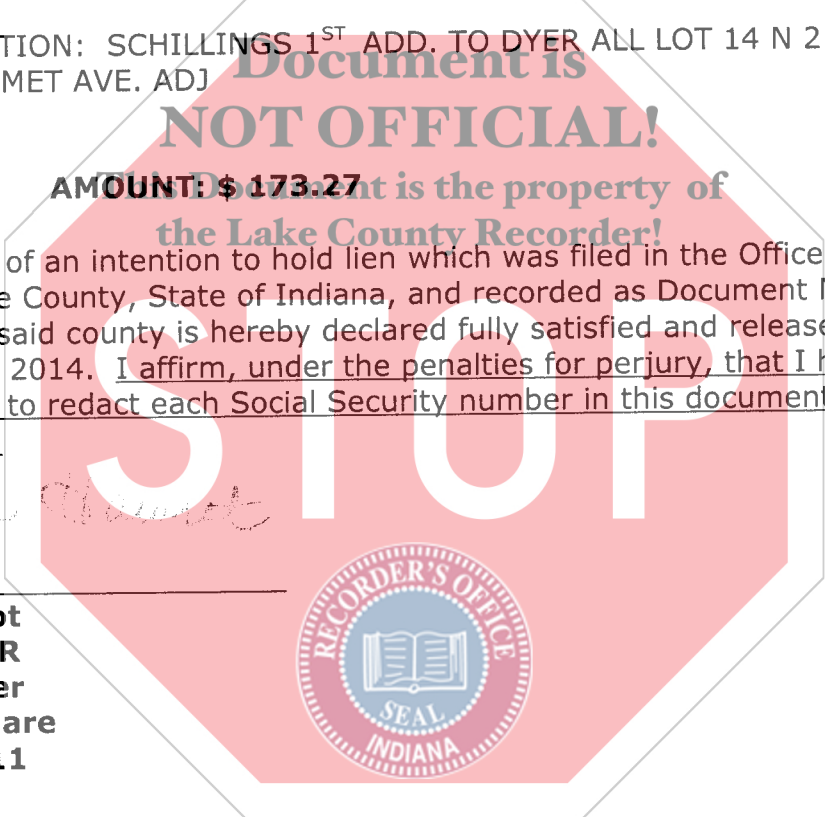 TION: SCHILLINGS 1ST ADD. TO DYER ALL LOT 14 N 2
MET AVE. ADJ
Document is
NOT OFFICIAL!
AMOUNT: $ 173.27
This Document is the property of
the Lake County Recorder!
of an intention to hold lien which was filed in the Office
e County, State of Indiana, and recorded as Document
said county is hereby declared fully satisfied and release
2014. I affirm, under the penalties for perjury, that I h
to redact each Social Security number in this document
STOP
RECORDER'S OFFICE
SEAL
INDIANA
ot
R
er
are
11